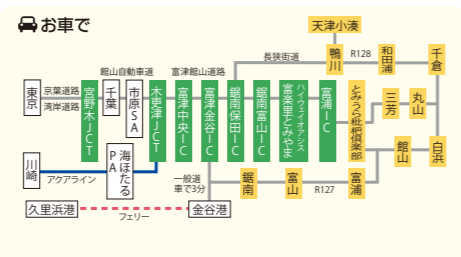 お車で
天津小湊
長狭街道
鴨川
R128
和田浦
千倉
館山自動車道
富津館山道路
東京
京葉道路
湾岸道路
宮野木JCT
千葉
市原SA
木更津JCT
富津中央IC
富津金谷IC
鋸南保田IC
鋸南富山IC
ハイウェイオアシス
富楽里とみやま
富浦IC
とみうら枇杷倶楽部
三芳
丸山
川崎
アクアライン
海ほたるPA
一般道
車で3分
鋸南
富山
R127
富浦
館山
白浜
久里浜港
フェリー
金谷港